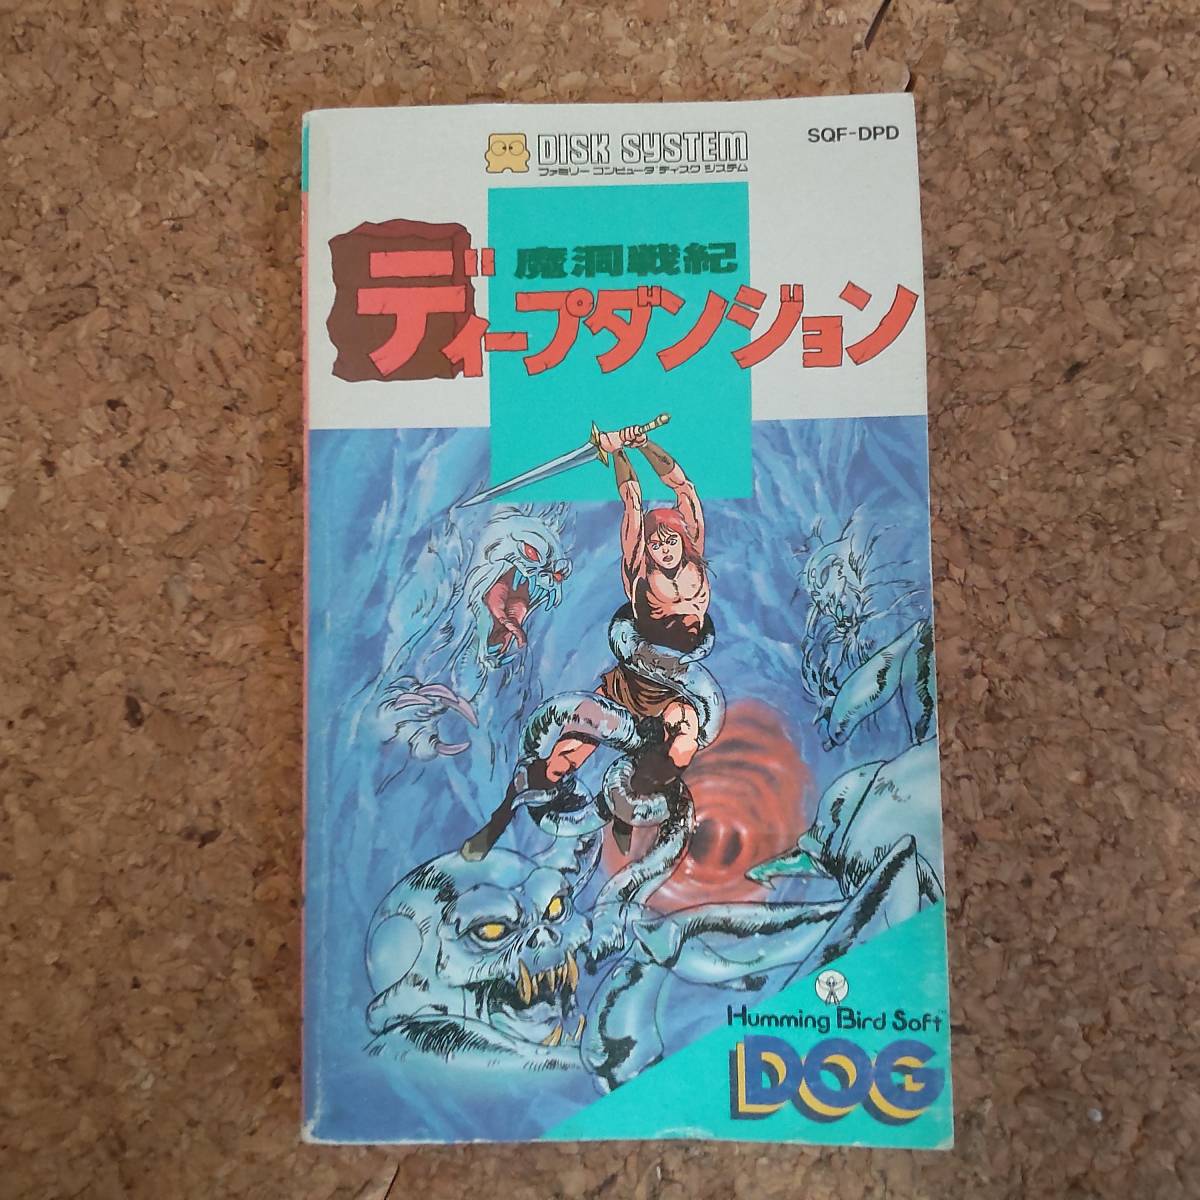 DISK SYSTEM
ファミリー コンピュータ ディスク システム
SQF-DPD
魔洞戦紀
ディープダンジョン
Humming Bird Soft
DOG